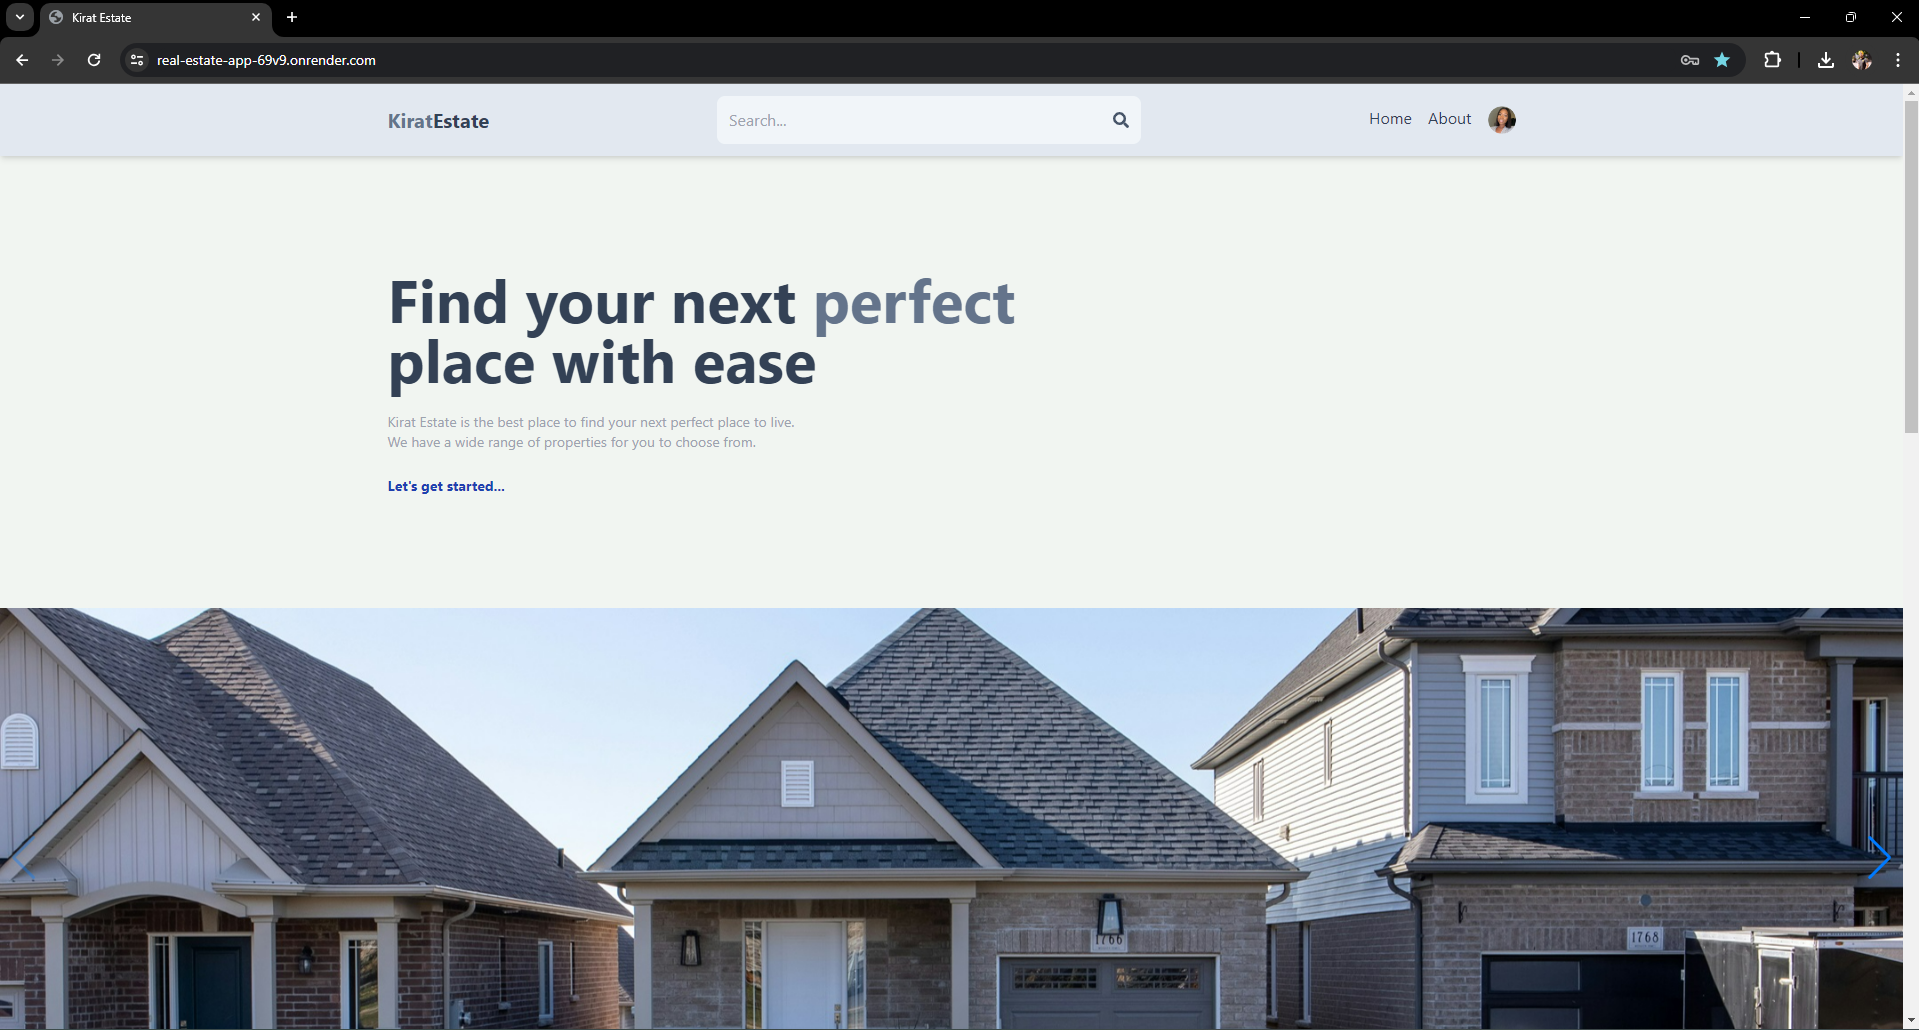 Kirat Estate
real-estate-app-69v9.onrender.com
KiratEstate
Search...
Home
About
Find your next perfect
place with ease
Kirat Estate is the best place to find your next perfect place to live.
We have a wide range of properties for you to choose from.
Let's get started...
1766
1768